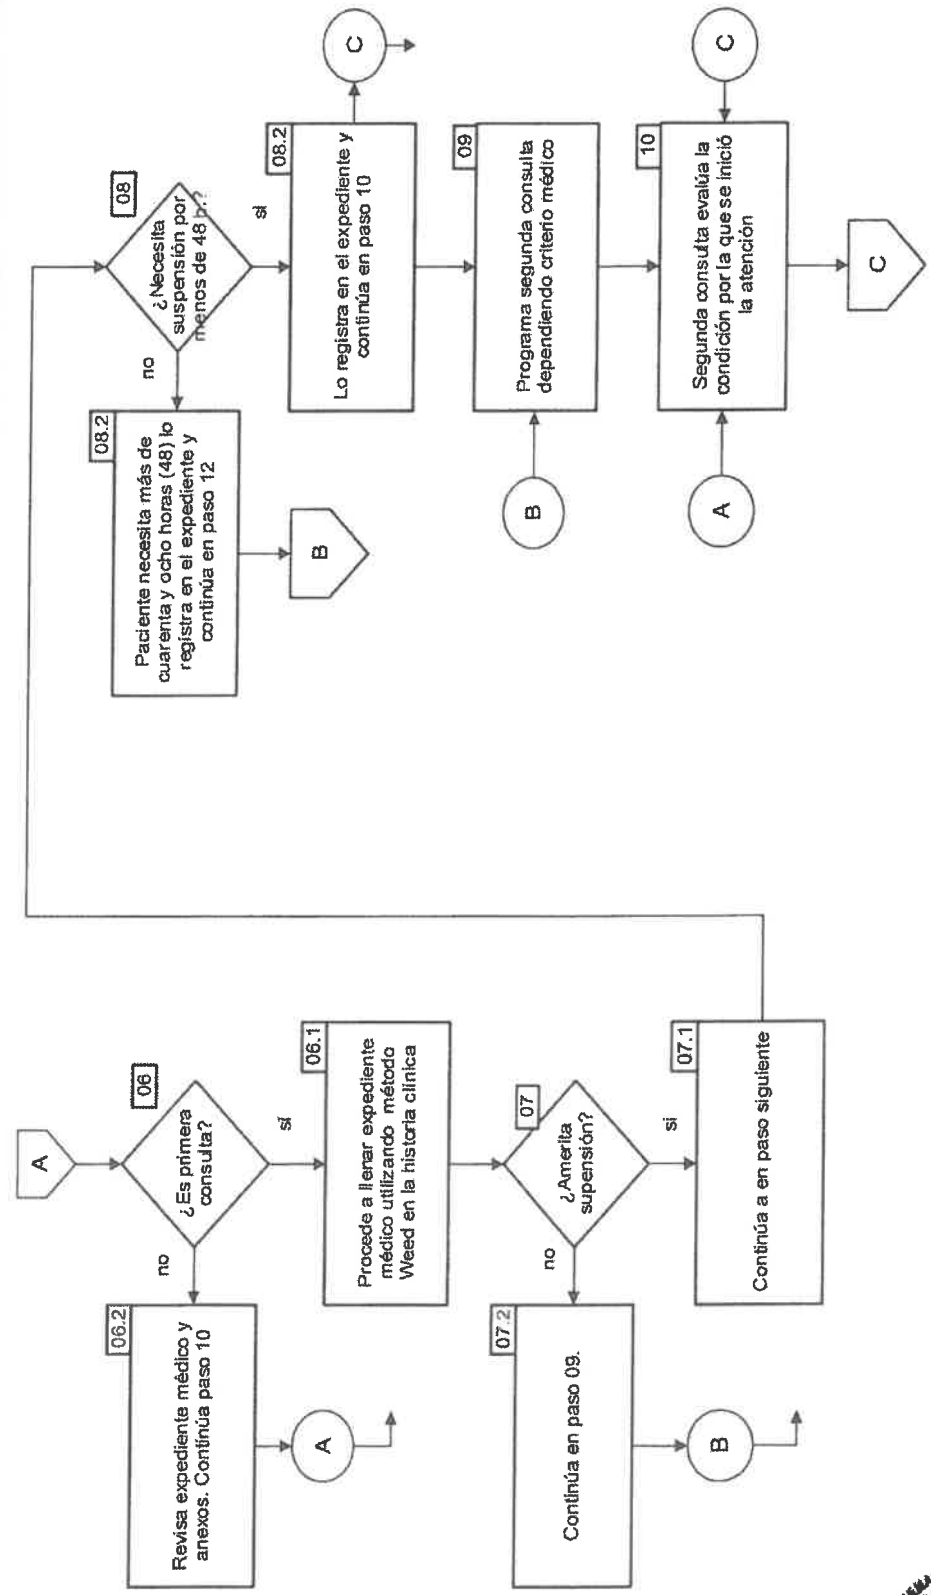 A
06
¿Es primera
consulta?
no
sí
06.2
Revisa expediente médico y
anexos. Continúa paso 10
A
06.1
Procede a llenar expediente
médico utilizando método
Weed en la historia clínica
07
¿Amerita
supensión?
no
si
07.2
Continúa en paso 09.
B
07.1
Continúa a en paso siguiente
08
¿Necesita
suspensión por
menos de 48 h.?
no
sí
08.2
Paciente necesita más de
cuarenta y ocho horas (48) lo
registra en el expediente y
continúa en paso 12
B
08.2
Lo registra en el expediente y
continúa en paso 10
C
09
Programa segunda consulta
dependiendo criterio médico
B
10
Segunda consulta evalúa la
condición por la que se inició
la atención
A
C
C